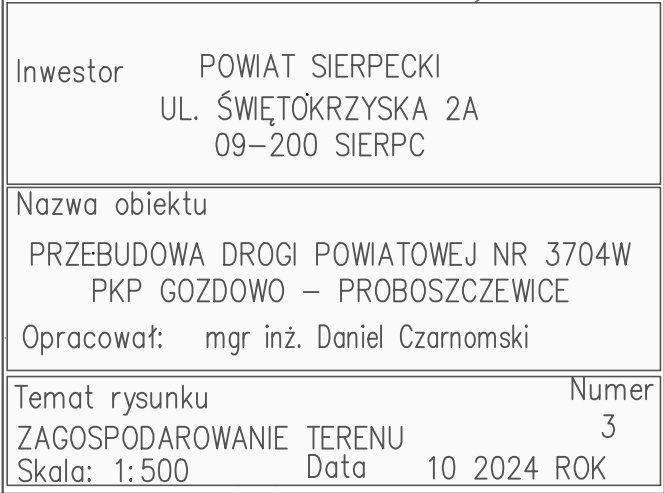 Inwestor
POWIAT SIERPECKI
UL. ŚWIĘTOKRZYSKA 2A
09-200 SIERPC
Nazwa obiektu
PRZEBUDOWA DROGI POWIATOWEJ NR 3704W
PKP GOZDOWO - PROBOSZCZEWICE
Opracował: mgr inż. Daniel Czarnomski
Temat rysunku
Numer
3
ZAGOSPODAROWANIE TERENU
Skala: 1:500 Data 10 2024 ROK